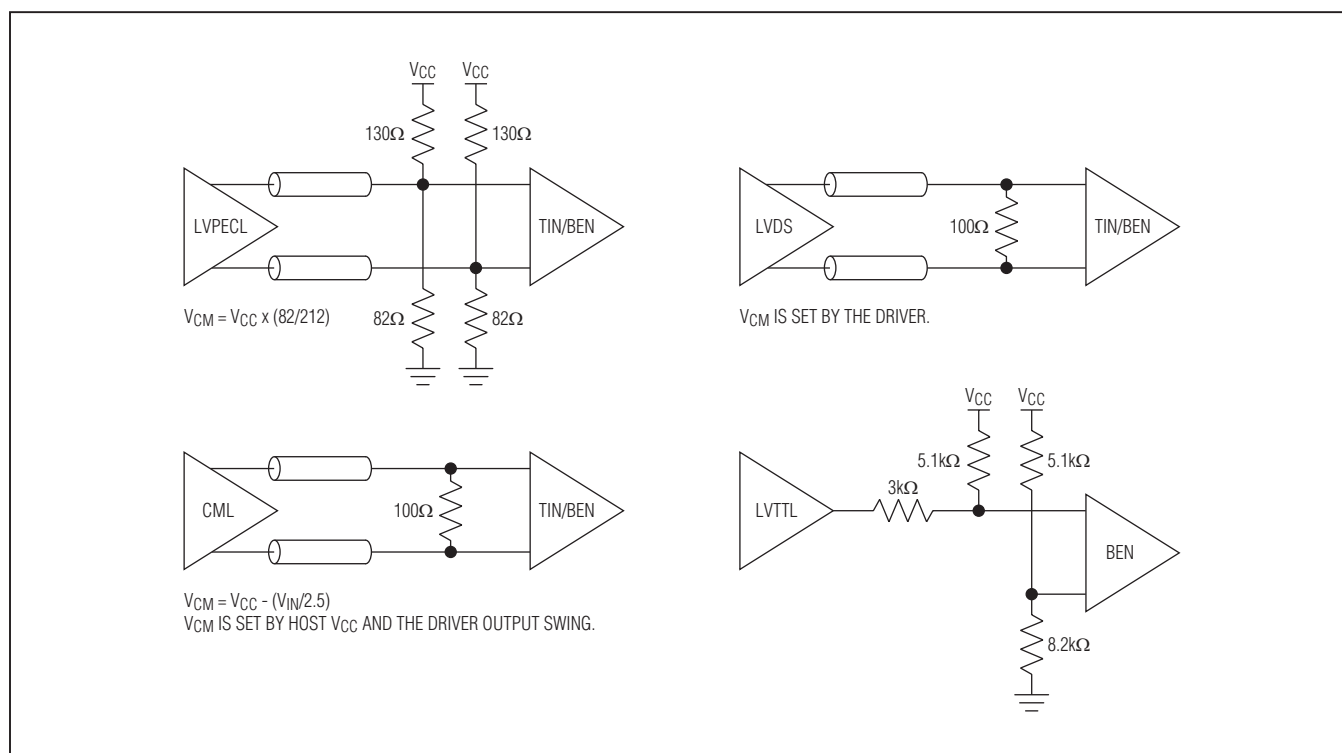 VCC
VCC
130Ω
130Ω
LVPECL
TIN/BEN
82Ω
82Ω
VCM = VCC x (82/212)
LVDS
100Ω
TIN/BEN
VCM IS SET BY THE DRIVER.
CML
100Ω
TIN/BEN
VCM = VCC - (VIN/2.5)
VCM IS SET BY HOST VCC AND THE DRIVER OUTPUT SWING.
VCC
VCC
5.1kΩ
5.1kΩ
3kΩ
LVTTL
BEN
8.2kΩ